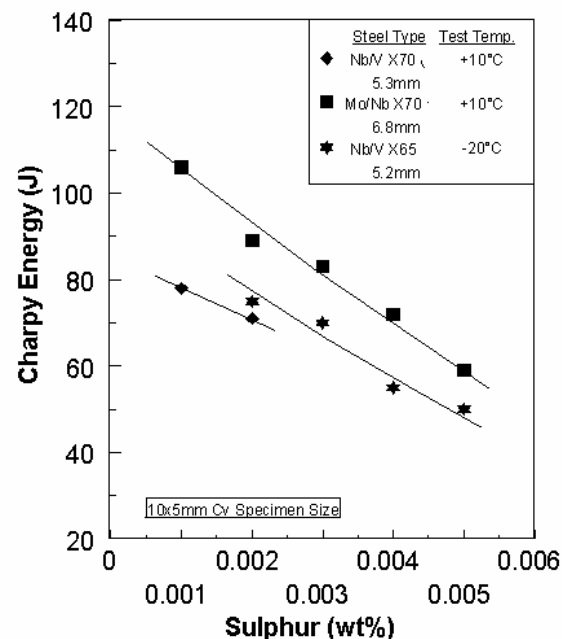 140
120
100
80
60
40
20
Charpy Energy (J)
Steel Type Test Temp.
Nb/V X70 +10°C
5.3mm
Mo/Nb X70 +10°C
6.8mm
Nb/V X65 -20°C
5.2mm
10x5mm Cv Specimen Size
0 0.002 0.004 0.006
0.001 0.003 0.005
Sulphur (wt%)